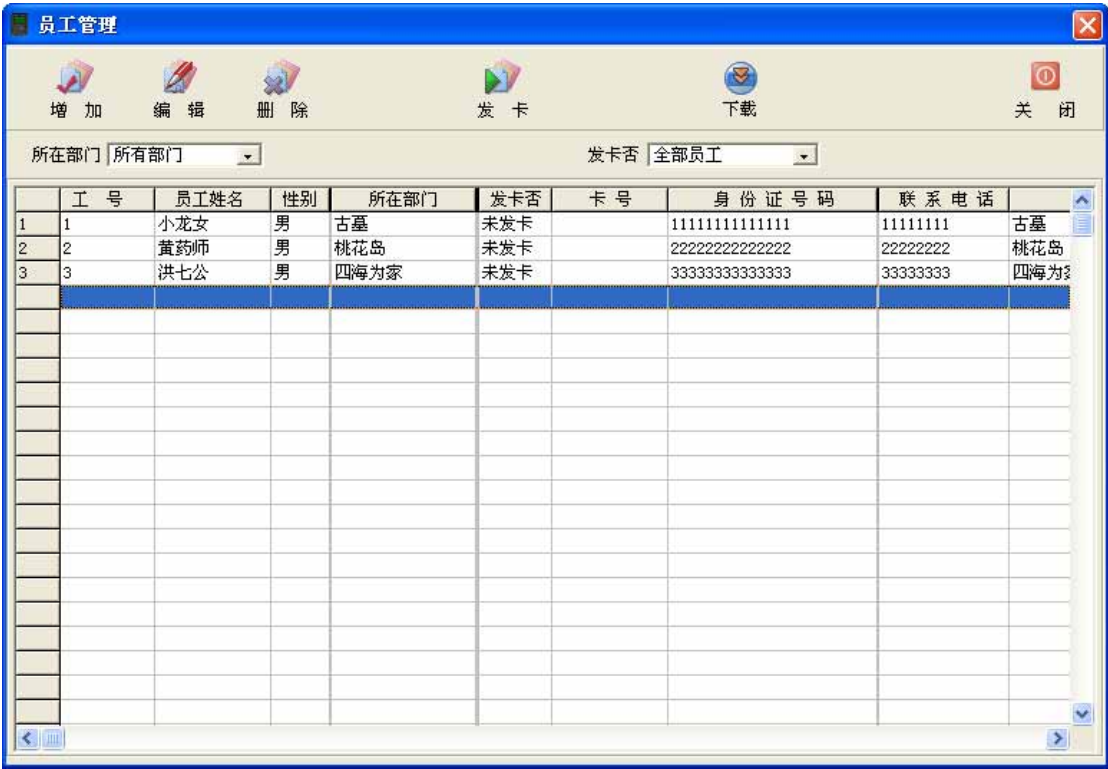 员工管理
增 加 编 辑 删 除 发 卡 下载 关 闭
所在部门 所有部门 发卡否 全部员工
工 号 员工姓名 性别 所在部门 发卡否 卡 号 身 份 证 号 码 联 系 电 话
1 1 小龙女 男 古墓 未发卡 11111111111111 11111111 古墓
2 2 黄药师 男 桃花岛 未发卡 22222222222222 22222222 桃花岛
3 3 洪七公 男 四海为家 未发卡 33333333333333 33333333 四海为家